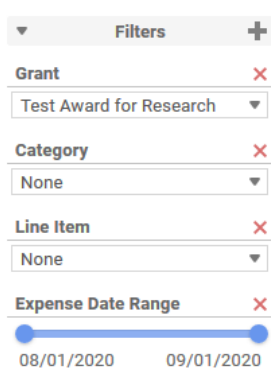 Filters
Grant
Test Award for Research
Category
None
Line Item
None
Expense Date Range
08/01/2020 09/01/2020